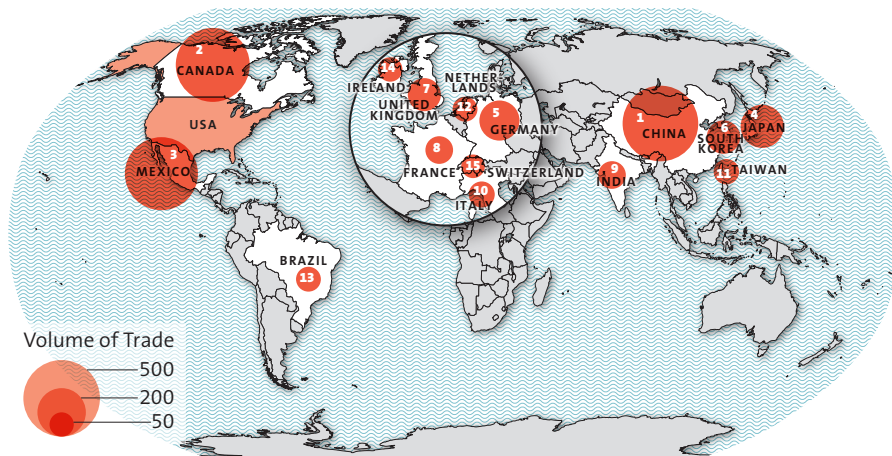 2
CANADA
USA
3
MEXICO
14
IRELAND
7
UNITED
KINGDOM
NETHER-
LANDS
12
5
GERMANY
8
FRANCE
15
SWITZERLAND
10
ITALY
1
CHINA
4
JAPAN
6
SOUTH
KOREA
9
INDIA
11
TAIWAN
BRAZIL
13
Volume of Trade
500
200
50